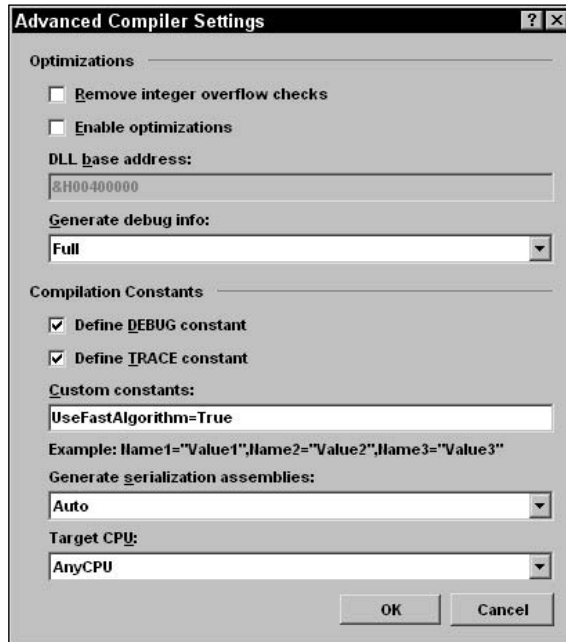 Advanced Compiler Settings
Optimizations
Remove integer overflow checks
Enable optimizations
DLL base address:
&H00400000
Generate debug info:
Full
Compilation Constants
Define DEBUG constant
Define TRACE constant
Custom constants:
UseFastAlgorithm=True
Example: Name1="Value1",Name2="Value2",Name3="Value3"
Generate serialization assemblies:
Auto
Target CPU:
AnyCPU
OK Cancel